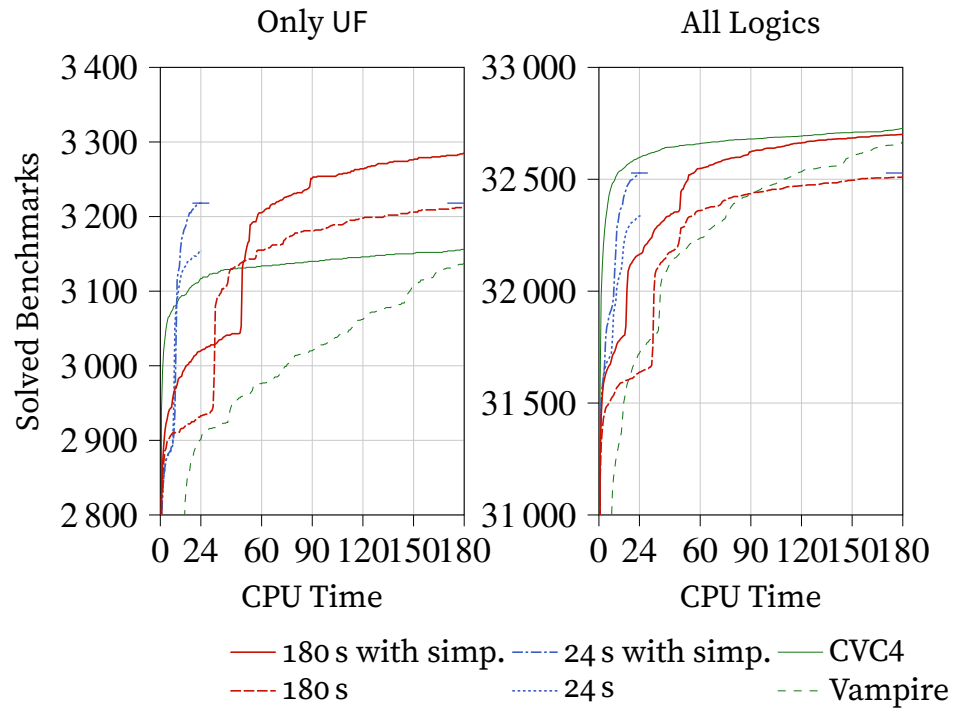 Only UF
All Logics
3 400
3 300
3 200
3 100
3 000
2 900
2 800
Solved Benchmarks
0 24 60 90 120 150 180
CPU Time
33 000
32 500
32 000
31 500
31 000
0 24 60 90 120 150 180
CPU Time
180 s with simp. 24 s with simp. CVC4
180 s 24 s Vampire